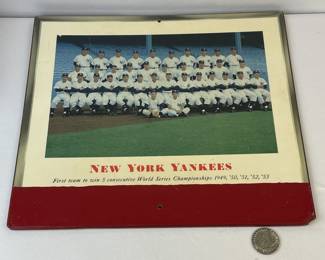 NEW YORK YANKEES
First team to win 5 consecutive World Series Championships 1949, '50, '51, '52, '53